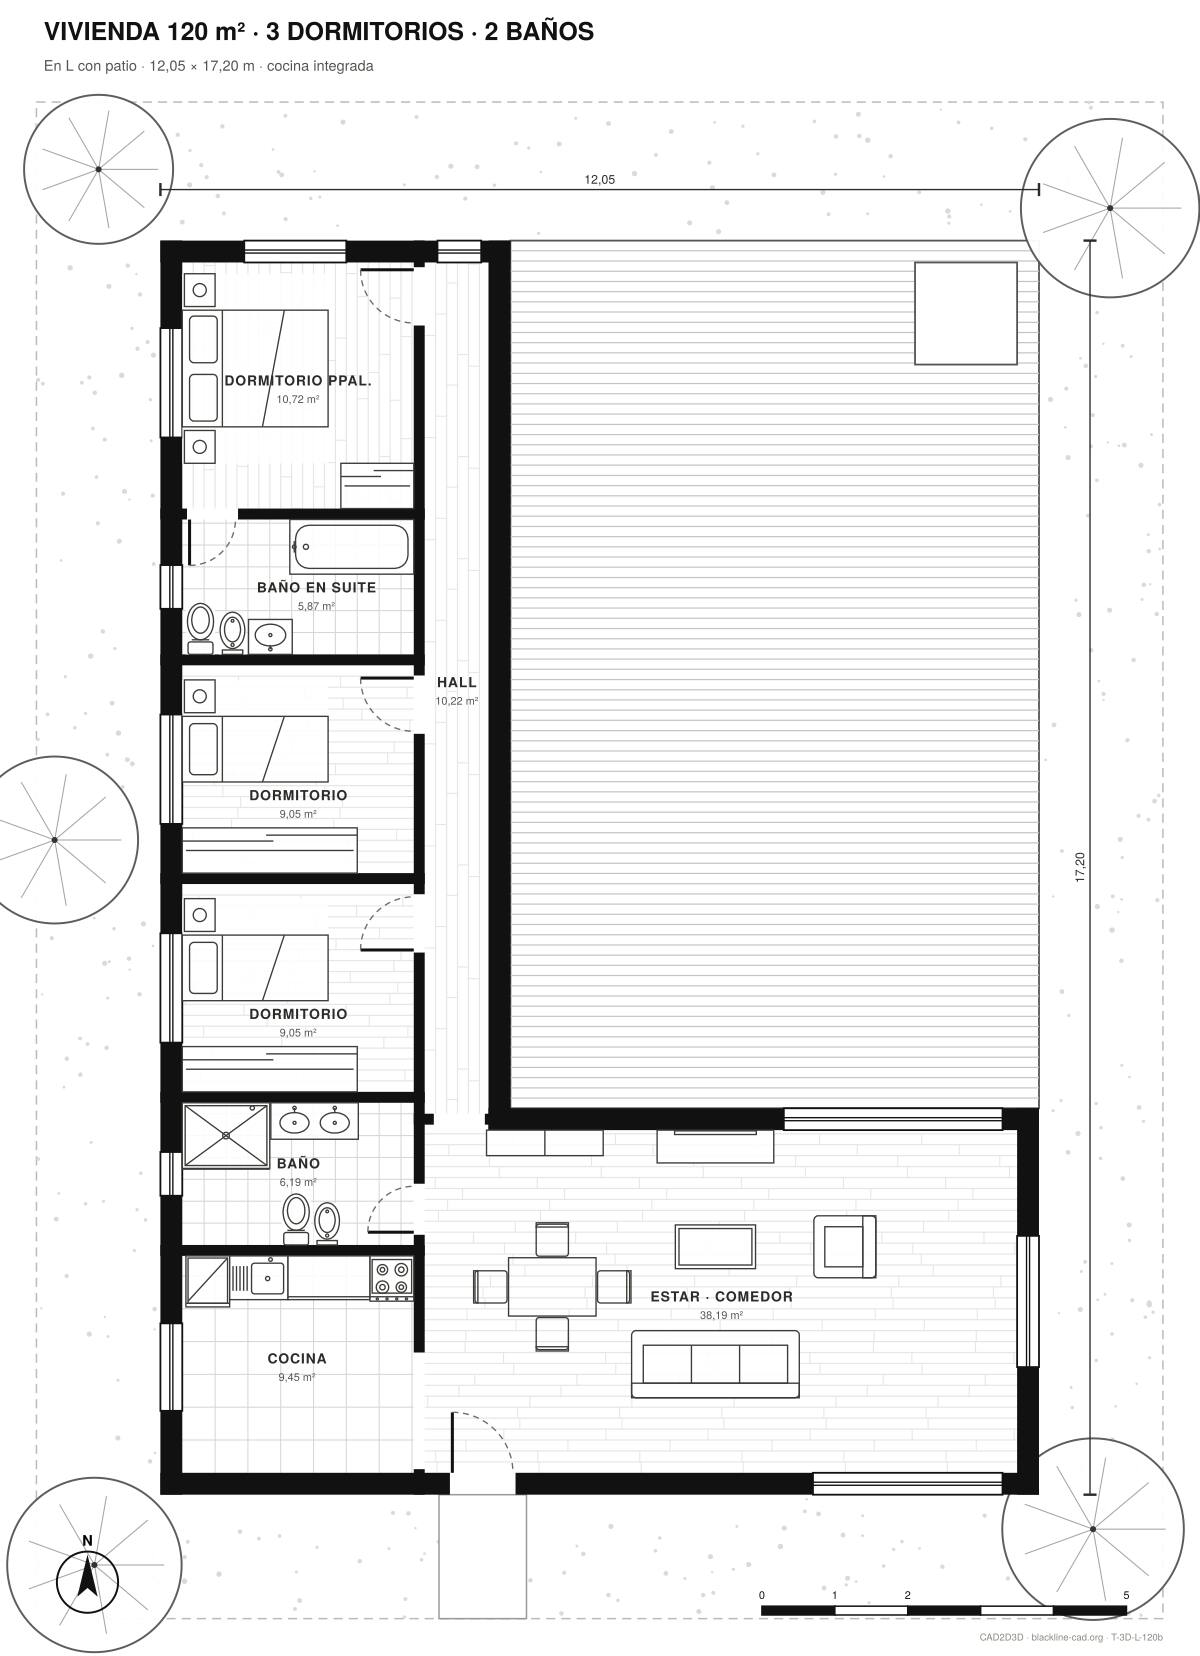 VIVIENDA 120 m² · 3 DORMITORIOS · 2 BAÑOS
En L con patio · 12,05 × 17,20 m · cocina integrada
12,05
DORMITORIO PPAL.
10,72 m²
BAÑO EN SUITE
5,87 m²
HALL
10,22 m²
DORMITORIO
9,05 m²
17,20
DORMITORIO
9,05 m²
BAÑO
6,19 m²
ESTAR · COMEDOR
38,19 m²
COCINA
9,45 m²
N
0 1 2 5
CAD2D3D · blackline-cad.org · T-3D-L-120b